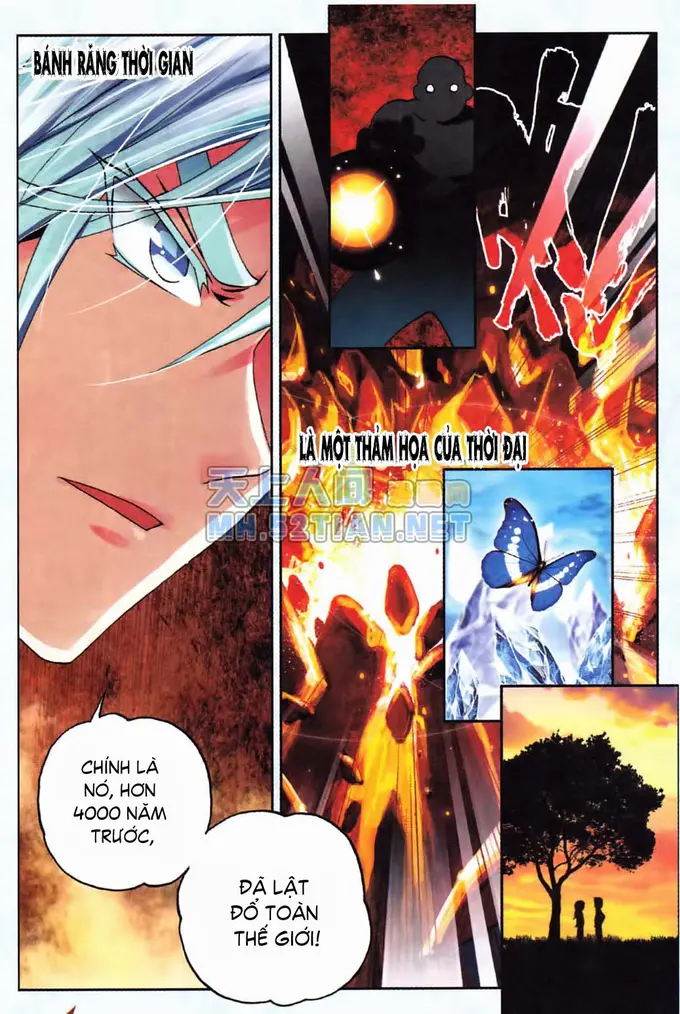 BÁNH RĂNG THỜI GIAN
LÀ MỘT THẢM HỌA CỦA THỜI ĐẠI
天上人间
MH.52TIAN.NET
CHÍNH LÀ
NÓ, HƠN
4000 NĂM
TRƯỚC,
ĐÃ LẬT
ĐỔ TOÀN
THẾ GIỚI!